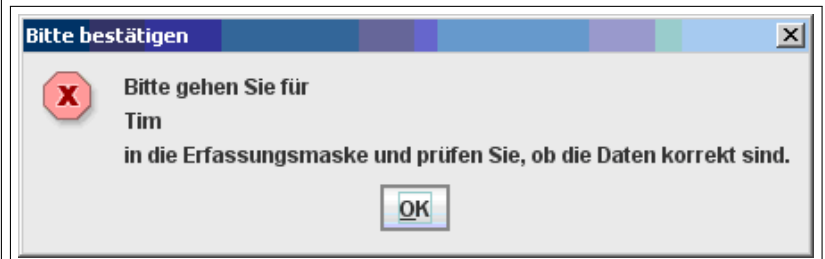 Bitte bestätigen
Bitte gehen Sie für
Tim
in die Erfassungsmaske und prüfen Sie, ob die Daten korrekt sind.
OK